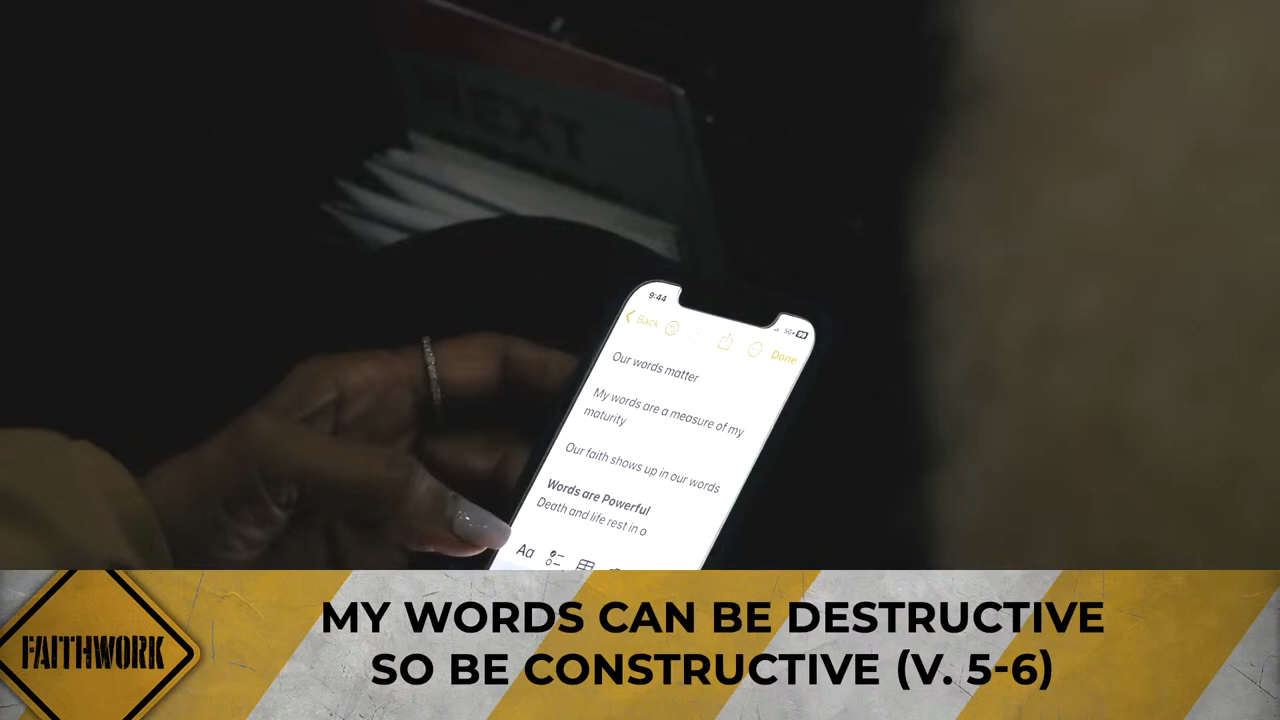 NEXT
9:44
5G+
Back
Done
Our words matter
My words are a measure of my
maturity
Our faith shows up in our words
Words are Powerful
Death and life rest in o
Aa
FAITHWORK
MY WORDS CAN BE DESTRUCTIVE
SO BE CONSTRUCTIVE (V. 5-6)